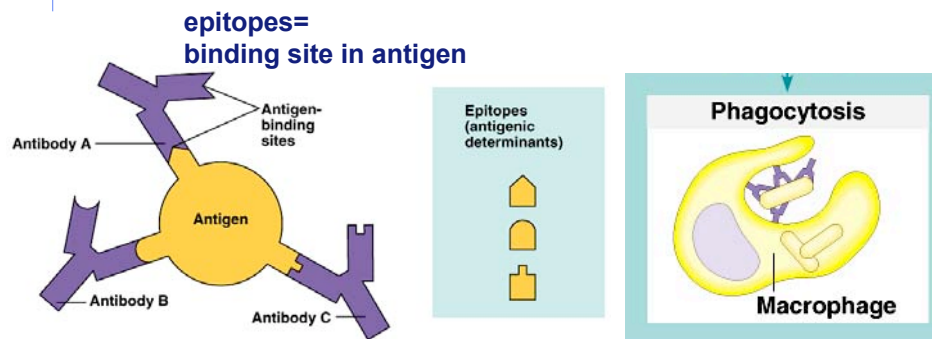 epitopes=
binding site in antigen
Antigen-
binding
sites
Antibody A
Antigen
Antibody B
Antibody C
Epitopes
(antigenic
determinants)
Phagocytosis
Macrophage